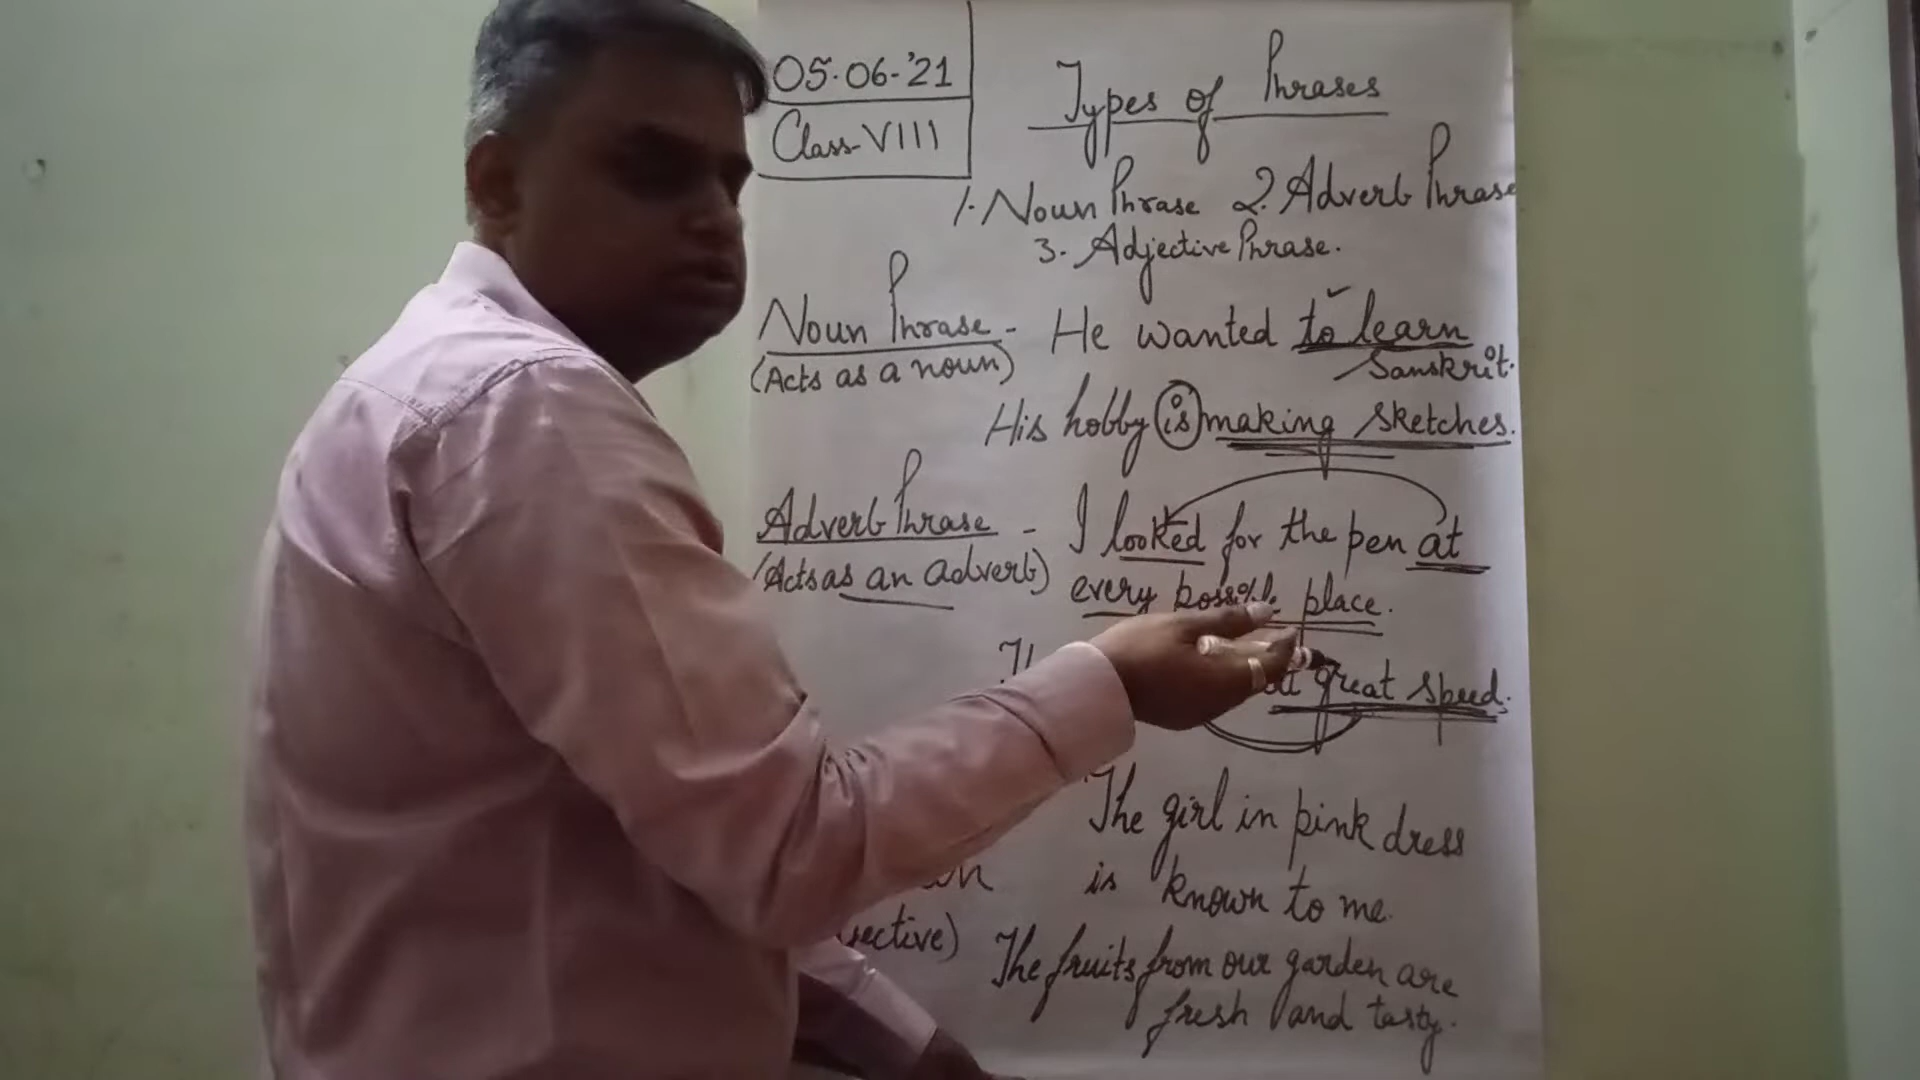 05.06-'21
Class-VIII
Types of Phrases
1. Noun Phrase 2. Adverb Phrase
3. Adjective Phrase.
Noun Phrase - He wanted to learn
(Acts as a noun) Sanskrit.
His hobby is making sketches.
Adverb Phrase - I looked for the pen at
(Acts as an adverb) every possible place.
great speed.
The girl in pink dress
is known to me.
The fruits from our garden are
fresh and tasty.